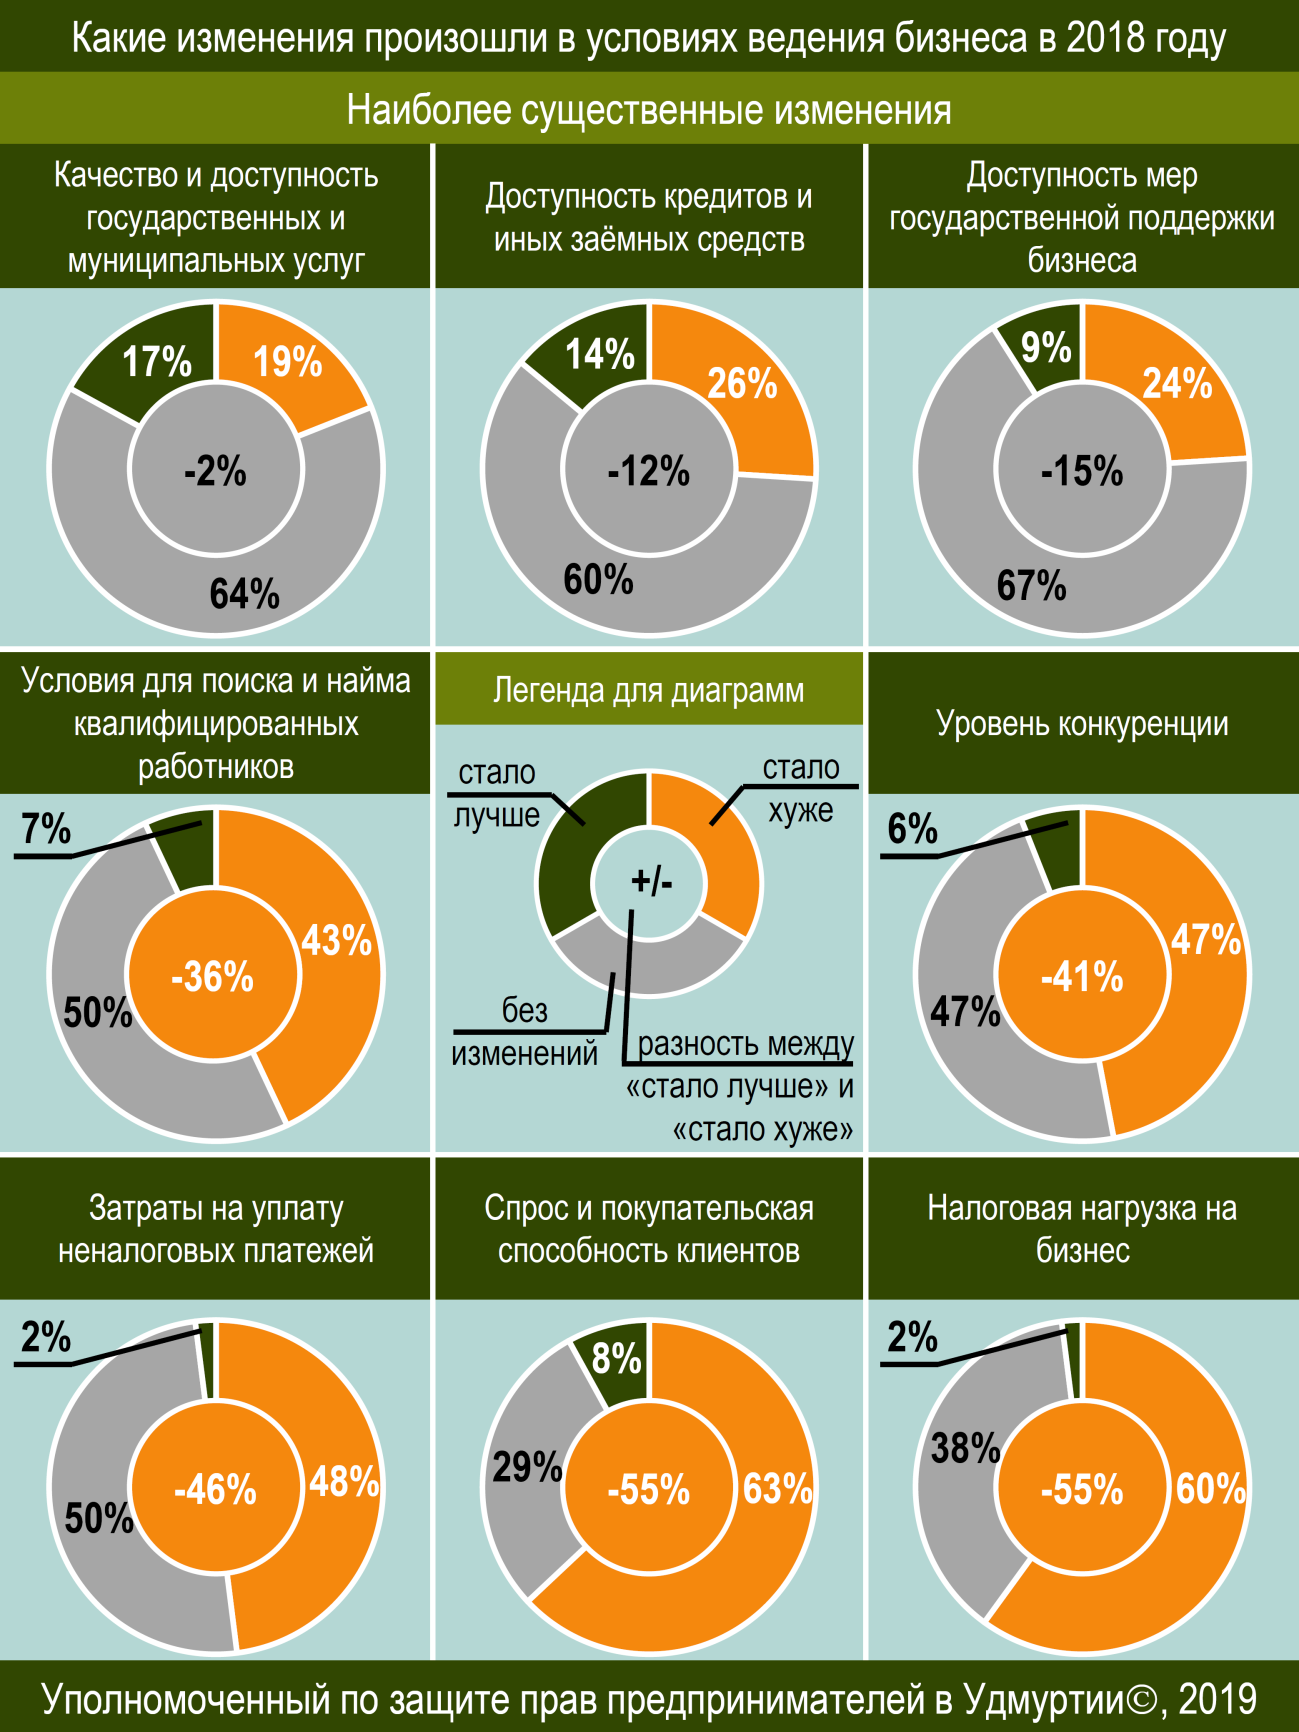 Какие изменения произошли в условиях ведения бизнеса в 2018 году
Наиболее существенные изменения
Качество и доступность
государственных и
муниципальных услуг
17%
19%
-2%
64%
Доступность кредитов и
иных заёмных средств
14%
26%
-12%
60%
Доступность мер
государственной поддержки
бизнеса
9%
24%
-15%
67%
Условия для поиска и найма
квалифицированных
работников
7%
43%
-36%
50%
Легенда для диаграмм
стало
лучше
стало
хуже
+/-
без
изменений
разность между
«стало лучше» и
«стало хуже»
Уровень конкуренции
6%
47%
-41%
47%
Затраты на уплату
неналоговых платежей
2%
48%
-46%
50%
Спрос и покупательская
способность клиентов
8%
29%
-55%
63%
Налоговая нагрузка на
бизнес
2%
38%
-55%
60%
Уполномоченный по защите прав предпринимателей в Удмуртии©, 2019